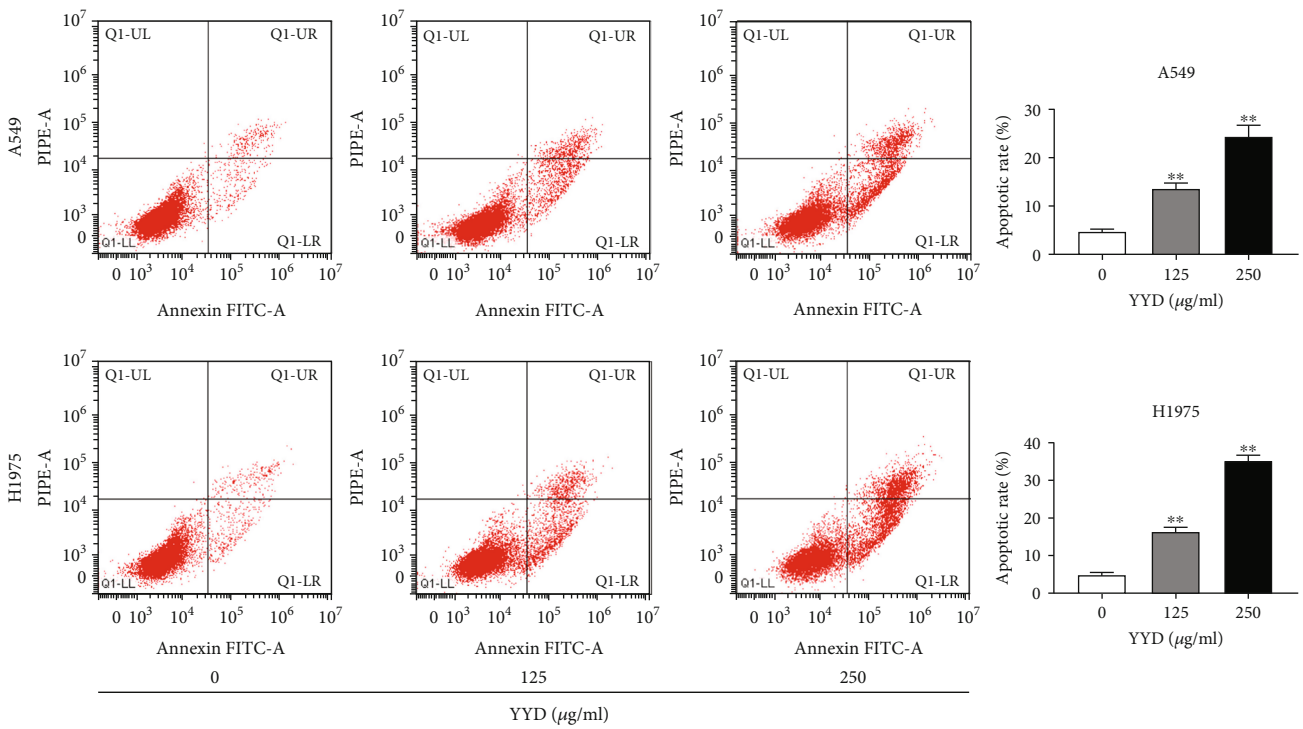 A549
PIPE-A
10⁷
10⁶
10⁵
10⁴
10³
0
Q1-UL
Q1-UR
Q1-LL
Q1-LR
0 10³ 10⁴ 10⁵ 10⁶ 10⁷
Annexin FITC-A
PIPE-A
10⁷
10⁶
10⁵
10⁴
10³
0
Q1-UL
Q1-UR
Q1-LL
Q1-LR
0 10³ 10⁴ 10⁵ 10⁶ 10⁷
Annexin FITC-A
PIPE-A
10⁷
10⁶
10⁵
10⁴
10³
0
Q1-UL
Q1-UR
Q1-LL
Q1-LR
0 10³ 10⁴ 10⁵ 10⁶ 10⁷
Annexin FITC-A
A549
Apoptotic rate (%)
30
20
10
0
**
**
0 125 250
YYD (μg/ml)
H1975
PIPE-A
10⁷
10⁶
10⁵
10⁴
10³
0
Q1-UL
Q1-UR
Q1-LL
Q1-LR
0 10³ 10⁴ 10⁵ 10⁶ 10⁷
Annexin FITC-A
0
PIPE-A
10⁷
10⁶
10⁵
10⁴
10³
0
Q1-UL
Q1-UR
Q1-LL
Q1-LR
0 10³ 10⁴ 10⁵ 10⁶ 10⁷
Annexin FITC-A
125
PIPE-A
10⁷
10⁶
10⁵
10⁴
10³
0
Q1-UL
Q1-UR
Q1-LL
Q1-LR
0 10³ 10⁴ 10⁵ 10⁶ 10⁷
Annexin FITC-A
250
YYD (μg/ml)
H1975
Apoptotic rate (%)
40
30
20
10
0
**
**
0 125 250
YYD (μg/ml)